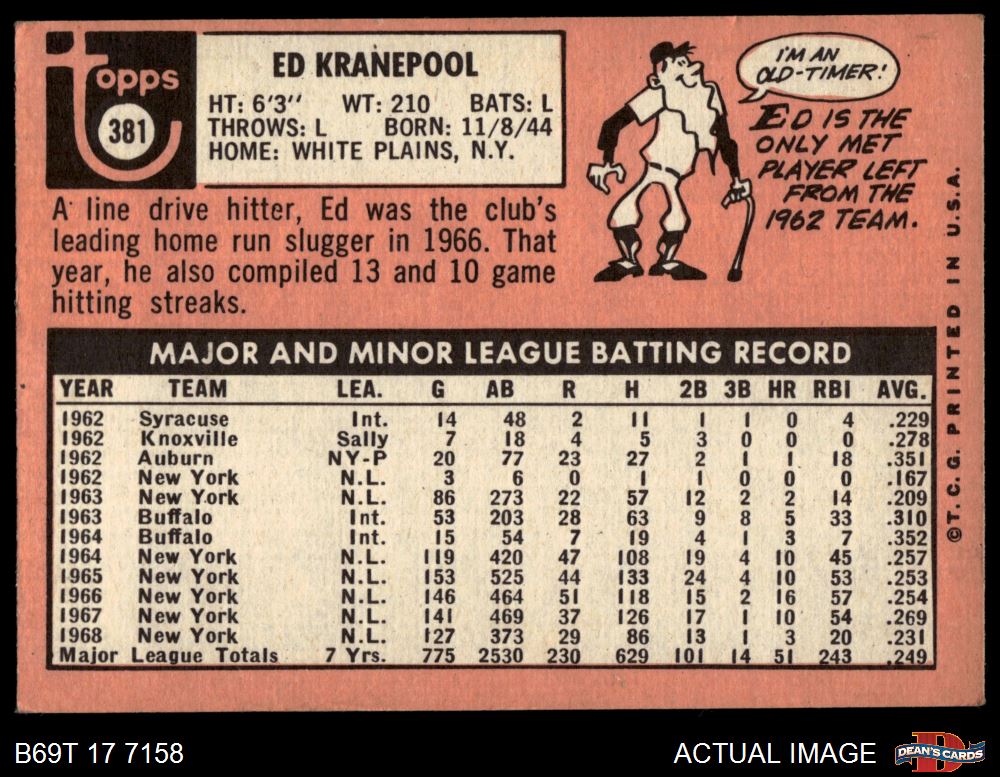 topps
381
ED KRANEPOOL
HT: 6'3'' WT: 210 BATS: L
THROWS: L BORN: 11/8/44
HOME: WHITE PLAINS, N.Y.
A line drive hitter, Ed was the club's
leading home run slugger in 1966. That
year, he also compiled 13 and 10 game
hitting streaks.
I'M AN
OLD-TIMER!
ED IS THE
ONLY MET
PLAYER LEFT
FROM THE
1962 TEAM.
MAJOR AND MINOR LEAGUE BATTING RECORD
YEAR TEAM LEA. G AB R H 2B 3B HR RBI AVG.
1962 Syracuse Int. 14 48 2 11 1 1 0 4 .229
1962 Knoxville Sally 7 18 4 5 3 0 0 0 .278
1962 Auburn NY-P 20 77 23 27 2 1 1 18 .351
1962 New York N.L. 3 6 0 1 1 0 0 0 .167
1963 New York N.L. 86 273 22 57 12 2 2 14 .209
1963 Buffalo Int. 53 203 28 63 9 8 5 33 .310
1964 Buffalo Int. 15 54 7 19 4 1 3 7 .352
1964 New York N.L. 119 420 47 108 19 4 10 45 .257
1965 New York N.L. 153 525 44 133 24 4 10 53 .253
1966 New York N.L. 146 464 51 118 15 2 16 57 .254
1967 New York N.L. 141 469 37 126 17 1 10 54 .269
1968 New York N.L. 127 373 29 86 13 1 3 20 .231
Major League Totals 7 Yrs. 775 2530 230 629 101 14 51 243 .249
©T.C.G. PRINTED IN U.S.A.
B69T 17 7158
ACTUAL IMAGE
D
DEAN'S CARDS